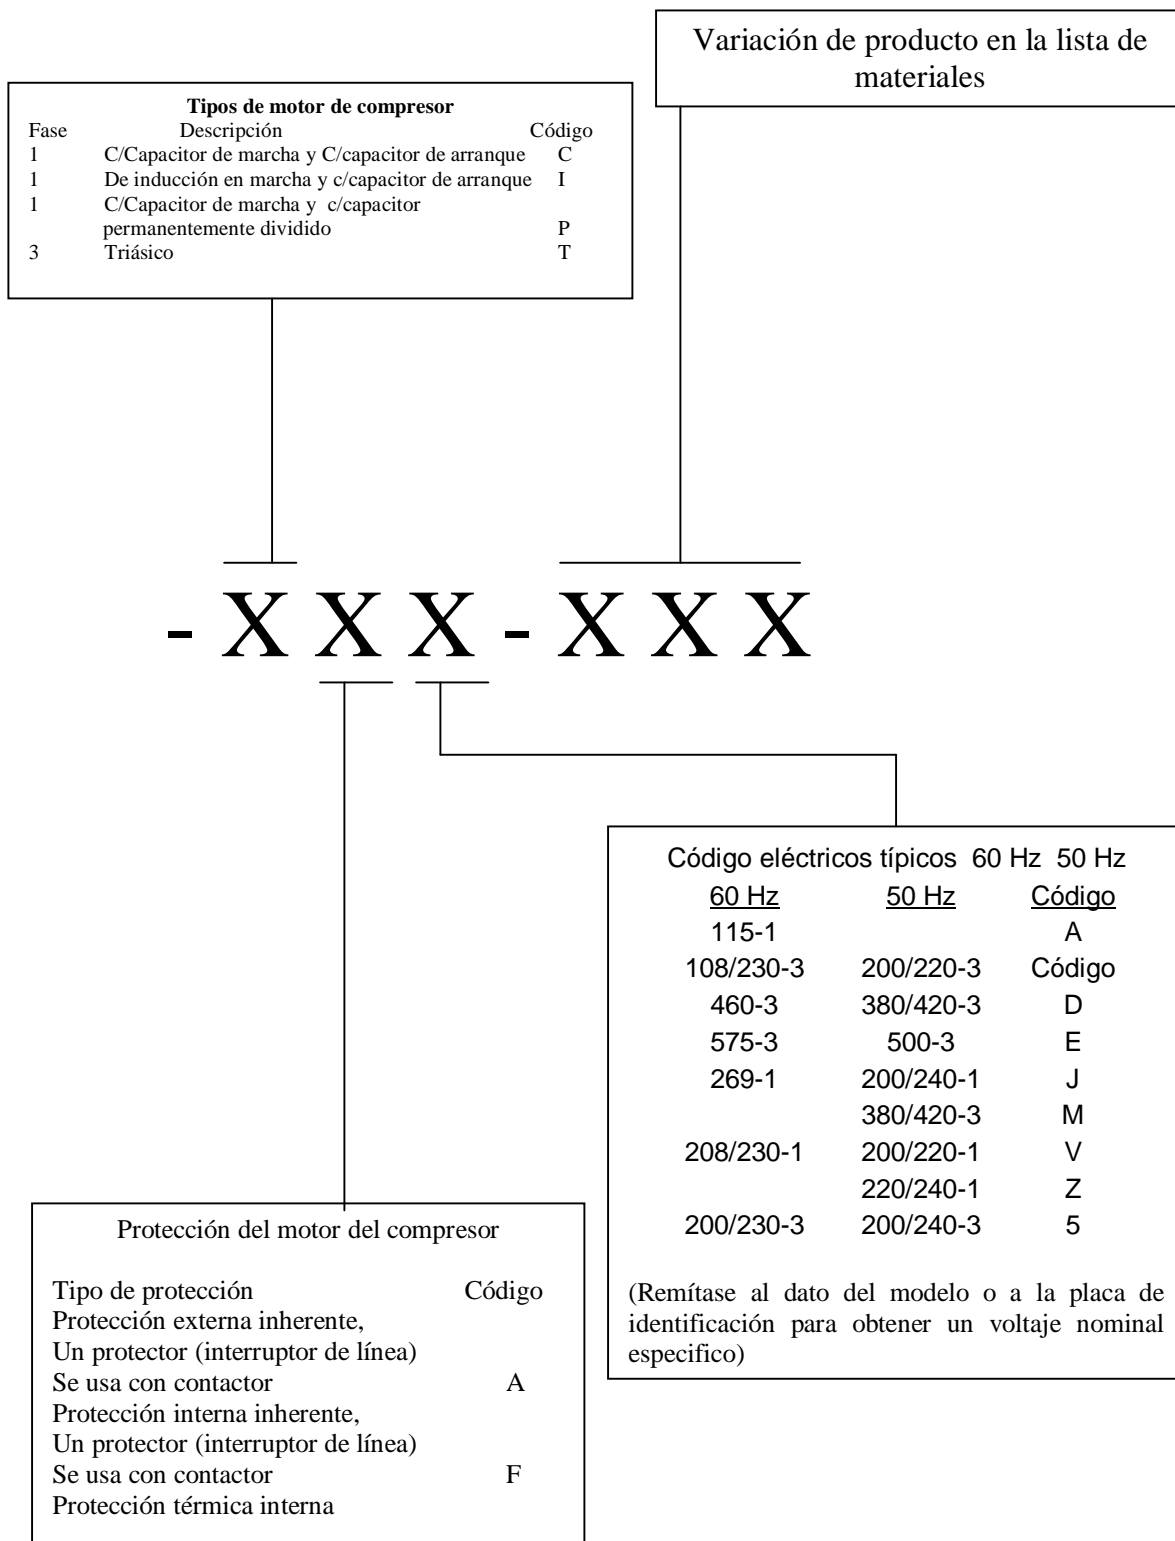 Variación de producto en la lista de
materiales
Tipos de motor de compresor
Fase Descripción Código
1 C/Capacitor de marcha y C/capacitor de arranque C
1 De inducción en marcha y c/capacitor de arranque I
1 C/Capacitor de marcha y c/capacitor
permanentemente dividido P
3 Triásico T
- X X X - X X X
Código eléctricos típicos 60 Hz 50 Hz
60 Hz 50 Hz Código
115-1 A
108/230-3 200/220-3 Código
460-3 380/420-3 D
575-3 500-3 E
269-1 200/240-1 J
380/420-3 M
208/230-1 200/220-1 V
220/240-1 Z
200/230-3 200/240-3 5
(Remítase al dato del modelo o a la placa de
identificación para obtener un voltaje nominal
especifico)
Protección del motor del compresor
Tipo de protección Código
Protección externa inherente,
Un protector (interruptor de línea)
Se usa con contactor A
Protección interna inherente,
Un protector (interruptor de línea)
Se usa con contactor F
Protección térmica interna